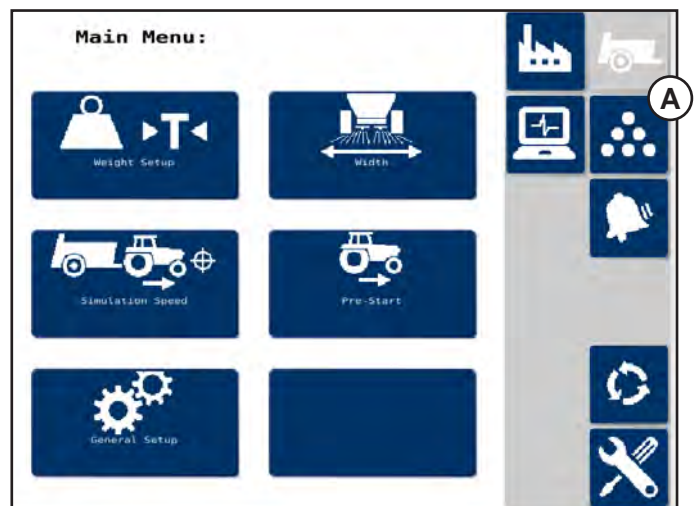 Main Menu:
A
▶T◀
Weight Setup
Width
Simulation Speed
Pre-Start
General Setup